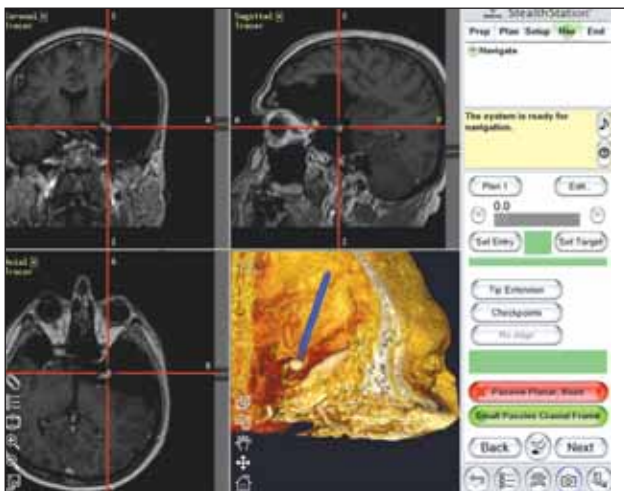 Coronal
Tracer
S
I
Sagittal
Tracer
S
A
P
I
Axial
Tracer
StealthStation
Prep Plan Setup Nav End
Navigate
The system is ready for
navigation.
Plan 1
Edit...
0.0
Set Entry
Set Target
Tip Extension
Checkpoints
Passive Planar, Blunt
Small Passive Cranial Frame
Back
Next